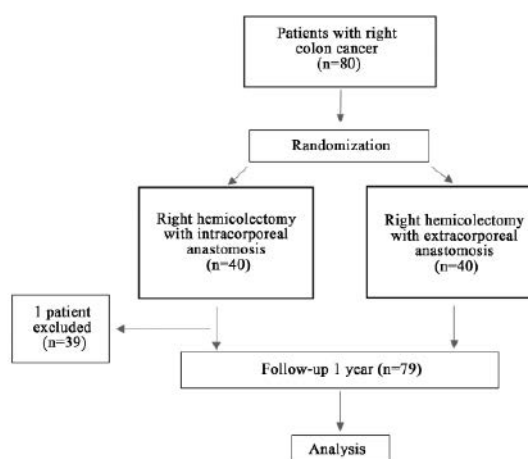 Patients with right
colon cancer
(n=80)
Randomization
Right hemicolectomy
with intracorporeal
anastomosis
(n=40)
Right hemicolectomy
with extracorporeal
anastomosis
(n=40)
1 patient
excluded
(n=39)
Follow-up 1 year (n=79)
Analysis